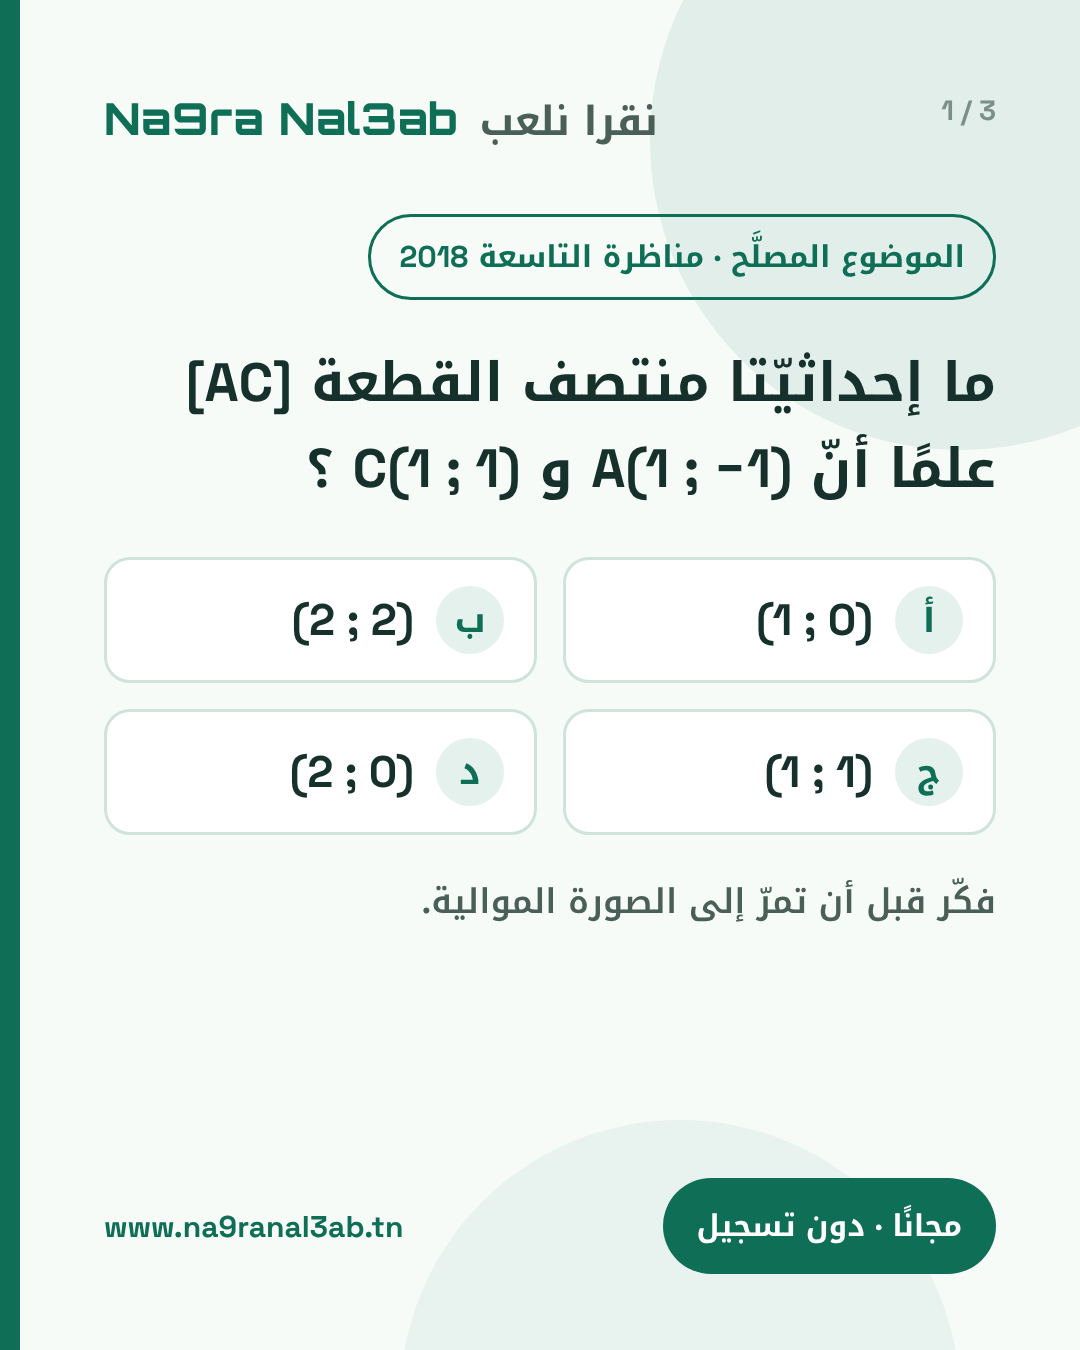 Na9ra Nal3ab نقرا نلعب
1 / 3
الموضوع المصلَّح · مناظرة التاسعة 2018
ما إحداثيّتا منتصف القطعة [AC]
علمًا أنّ A(1 ; −1) و C(1 ; 1) ؟
أ (1 ; 0)
ب (2 ; 2)
ج (1 ; 1)
د (2 ; 0)
فكّر قبل أن تمرّ إلى الصورة الموالية.
مجانًا · دون تسجيل
www.na9ranal3ab.tn